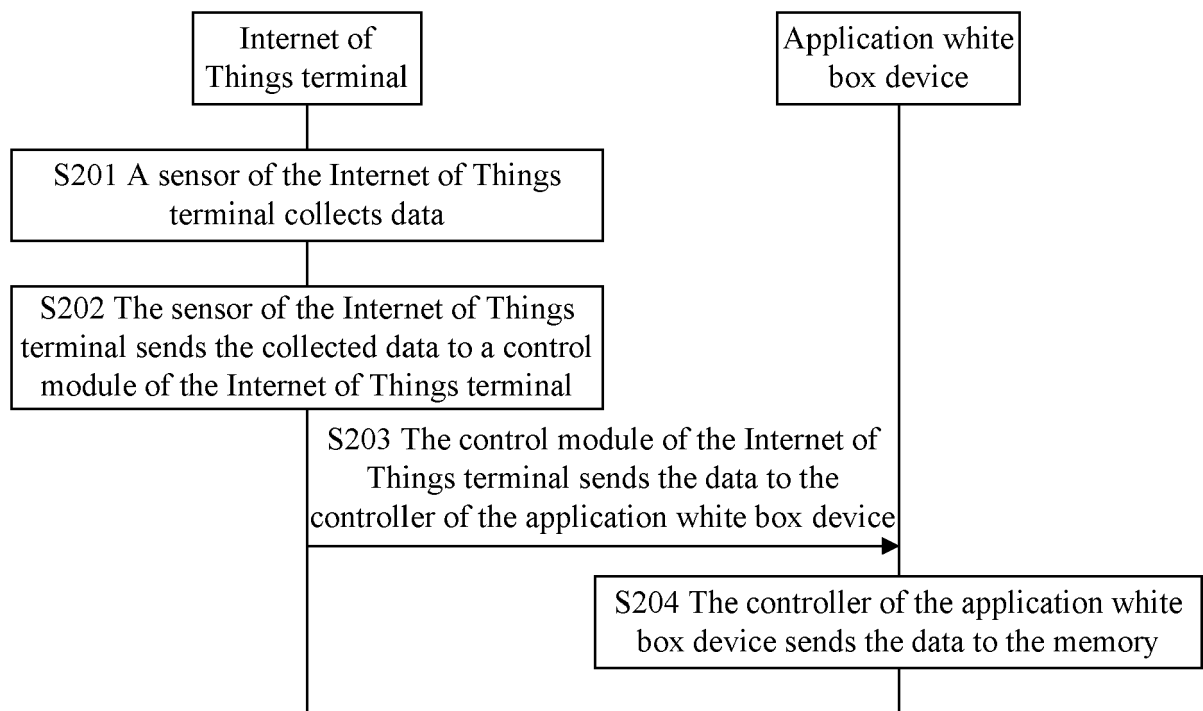 Internet of
Things terminal
Application white
box device
S201 A sensor of the Internet of Things
terminal collects data
S202 The sensor of the Internet of Things
terminal sends the collected data to a control
module of the Internet of Things terminal
S203 The control module of the Internet of
Things terminal sends the data to the
controller of the application white box device
S204 The controller of the application white
box device sends the data to the memory